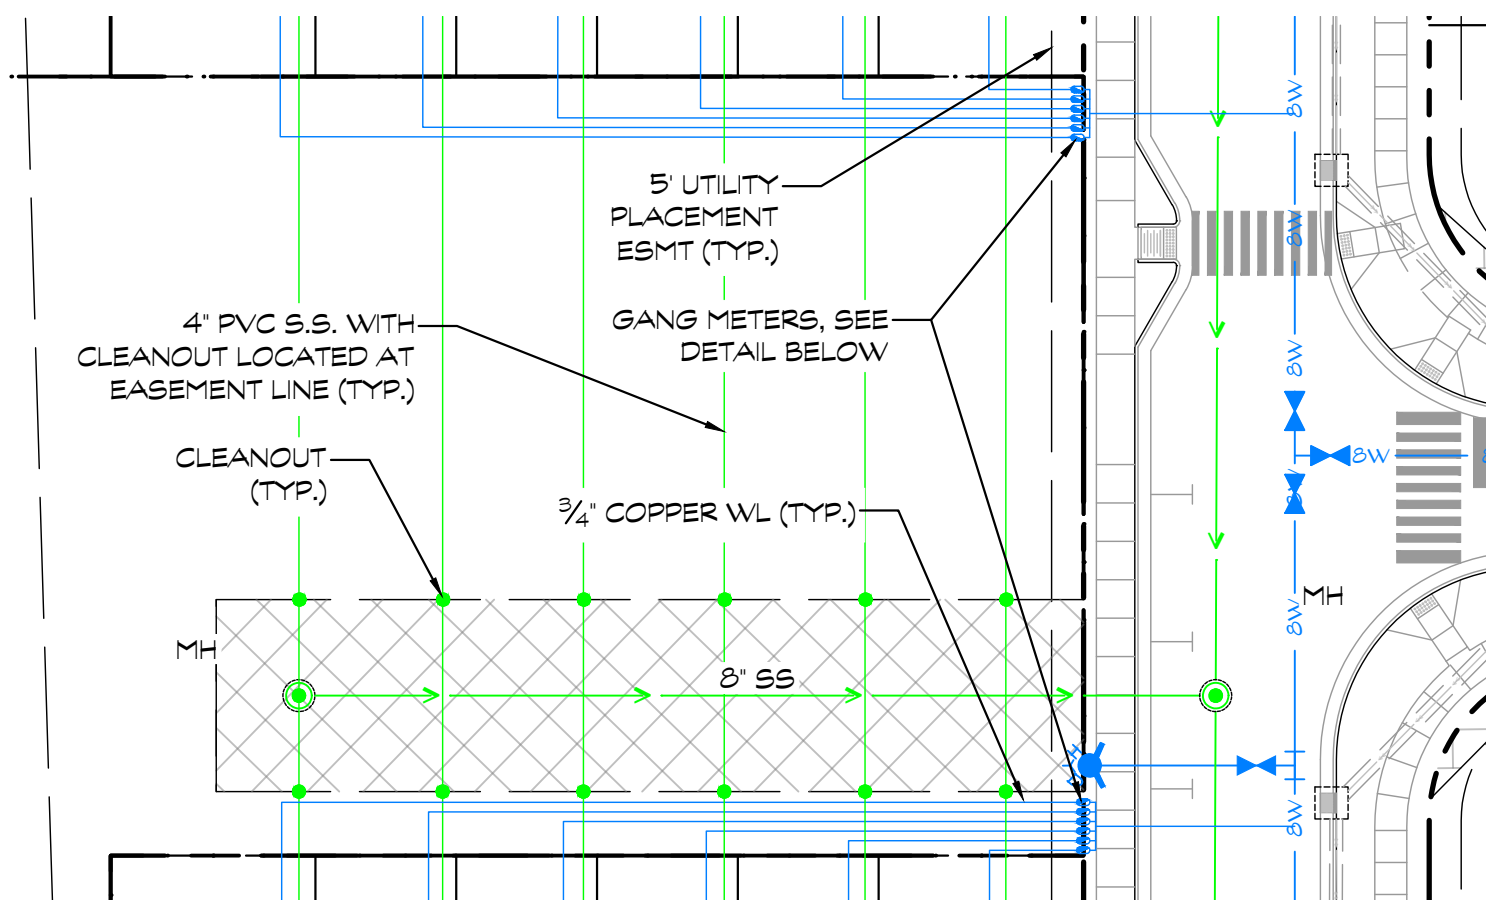 8W
5' UTILITY
PLACEMENT
ESMT (TYP.)
8W
4" PVC S.S. WITH
CLEANOUT LOCATED AT
EASEMENT LINE (TYP.)
GANG METERS, SEE
DETAIL BELOW
8W
CLEANOUT
(TYP.)
8W
8W
3/4" COPPER WL (TYP.)
MH
8W
MH
8" SS
8W